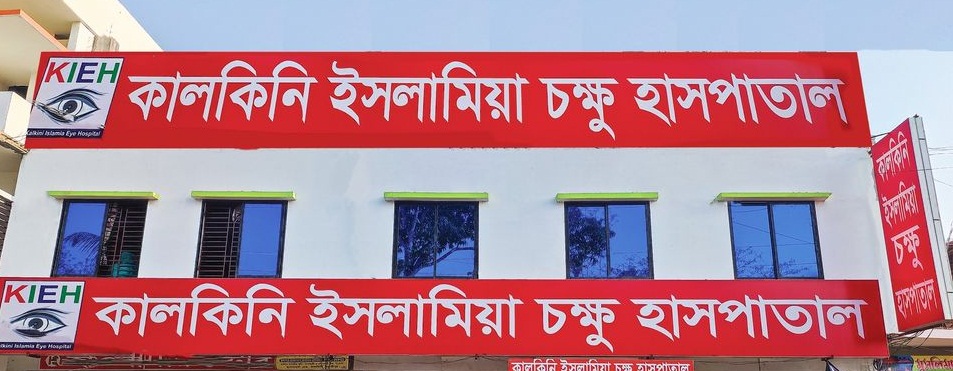 KIEH
Kalkini Islamia Eye Hospital
কালকিনি ইসলামিয়া চক্ষু হাসপাতাল
কালকিনি
ইসলামিয়া
চক্ষু
হাসপাতাল
KIEH
Kalkini Islamia Eye Hospital
কালকিনি ইসলামিয়া চক্ষু হাসপাতাল
কালকিনি ইসলামিয়া চক্ষু হাসপাতাল